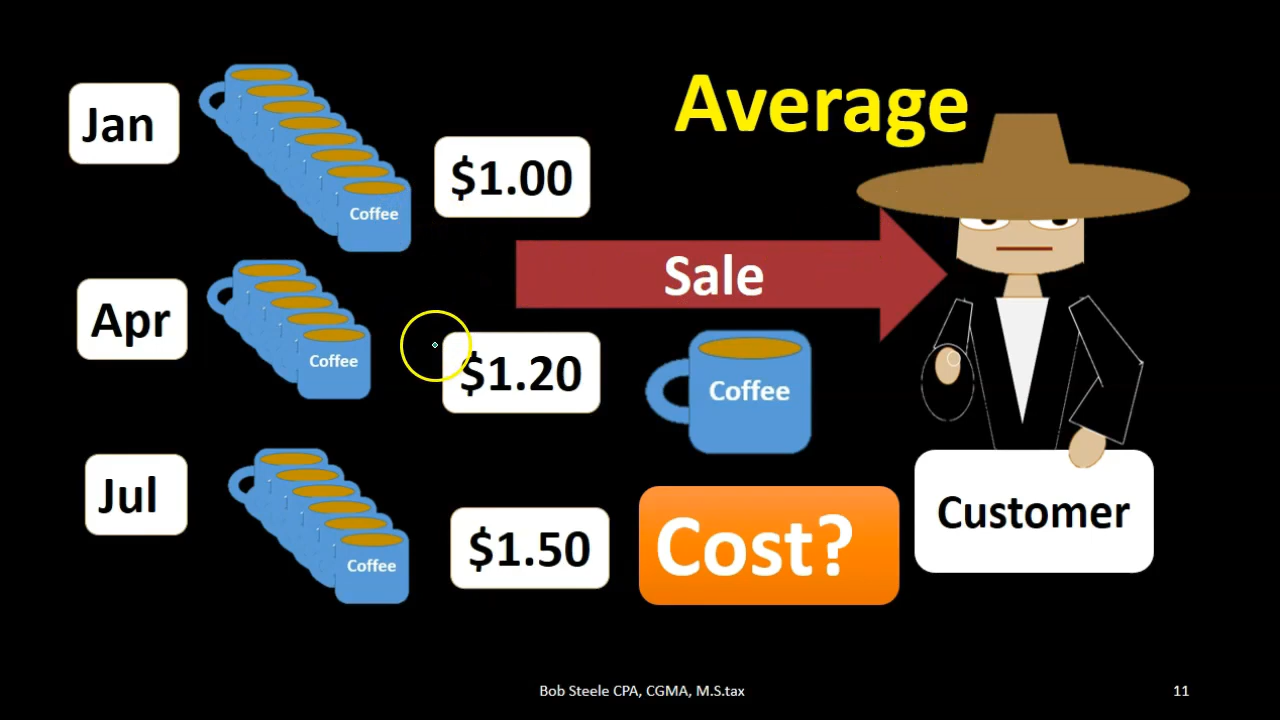 Average
Jan
Coffee
$1.00
Sale
Apr
Coffee
$1.20
Coffee
Jul
Coffee
$1.50
Cost?
Customer
Bob Steele CPA, CGMA, M.S.tax
11